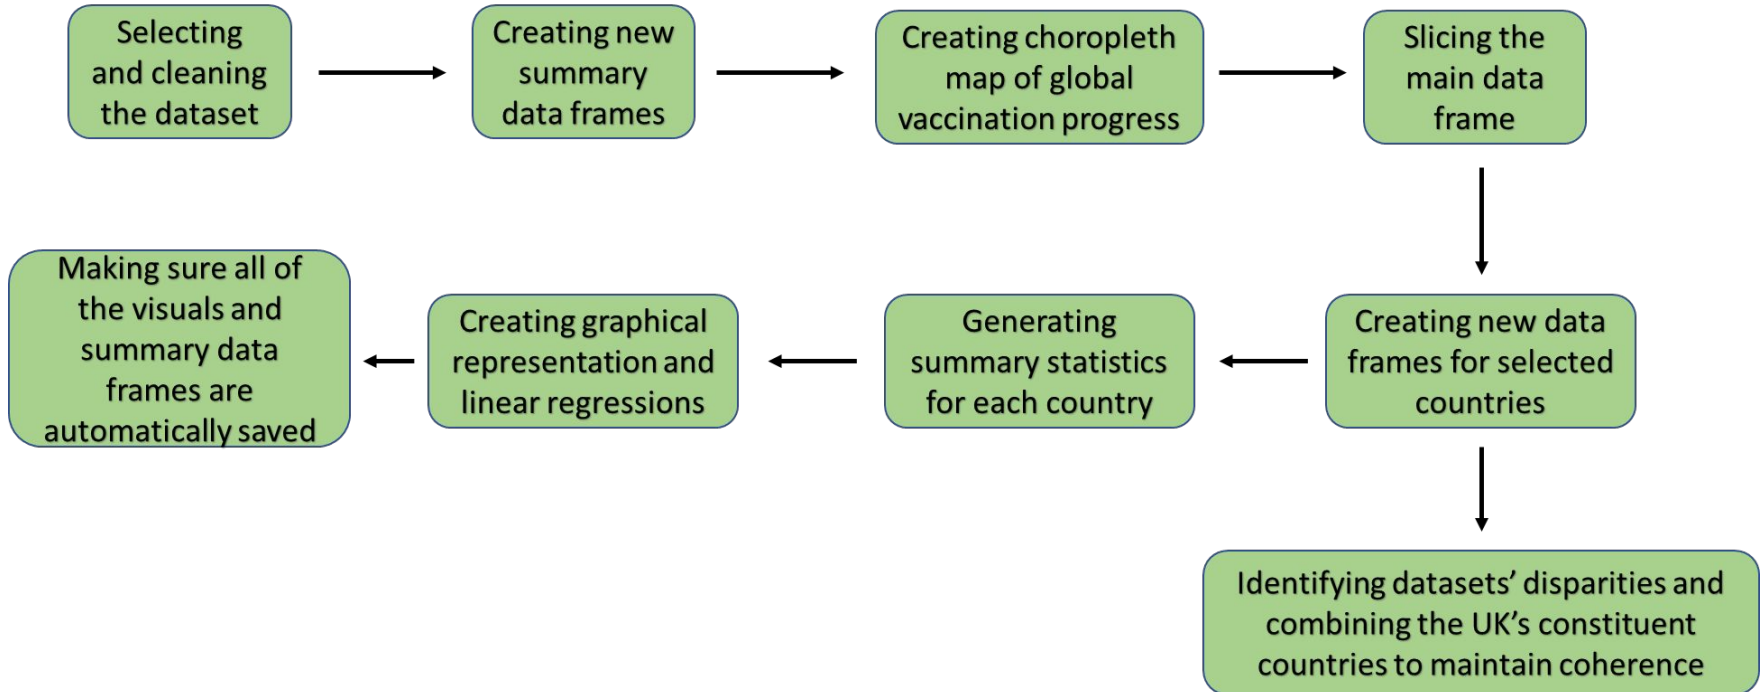 Selecting
and cleaning
the dataset
Creating new
summary
data frames
Creating choropleth
map of global
vaccination progress
Slicing the
main data
frame
Creating new data
frames for selected
countries
Generating
summary statistics
for each country
Creating graphical
representation and
linear regressions
Making sure all of
the visuals and
summary data
frames are
automatically saved
Identifying datasets’ disparities and
combining the UK’s constituent
countries to maintain coherence